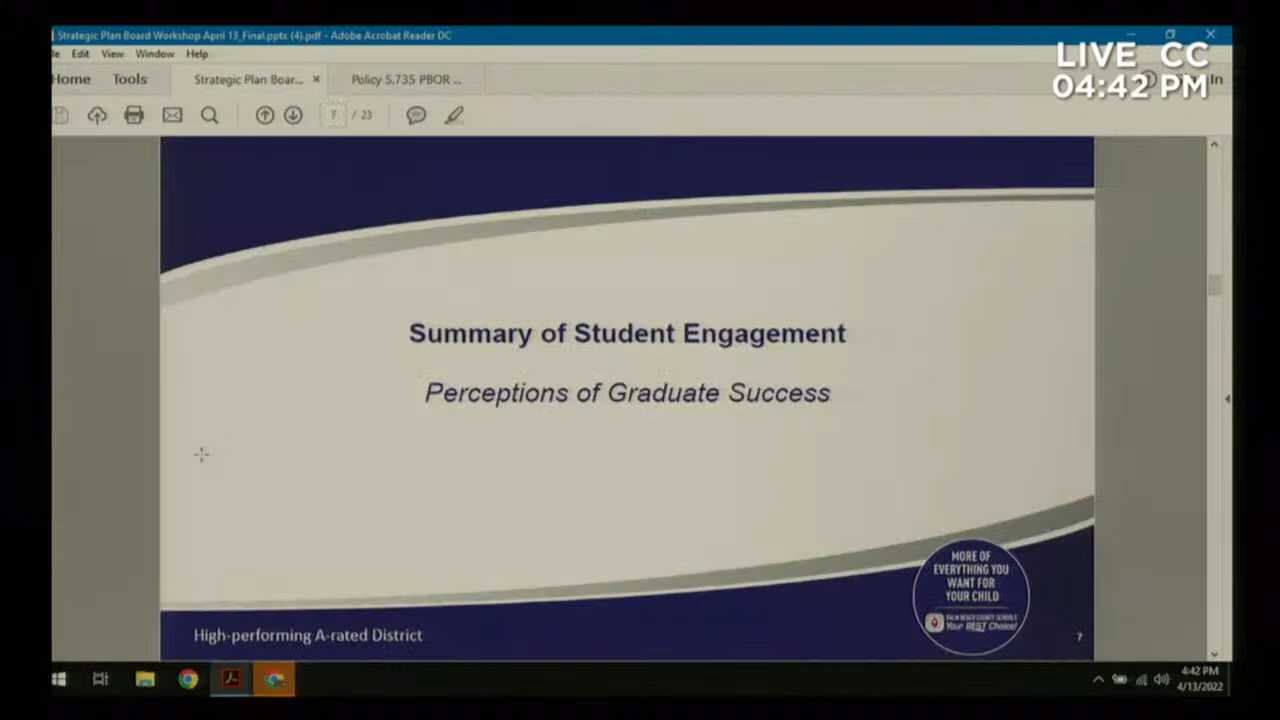 Strategic Plan Board Workshop April 13_Final.pptx (4).pdf - Adobe Acrobat Reader DC
Edit View Window Help
LIVE CC
04:42 PM
Home Tools Strategic Plan Boar... × Policy 5.735 PBOR ... In
7 / 23
Summary of Student Engagement
Perceptions of Graduate Success
MORE OF
EVERYTHING YOU
WANT FOR
YOUR CHILD
PALM BEACH COUNTY SCHOOLS
Your BEST Choice!
High-performing A-rated District
7
4:42 PM
4/13/2022